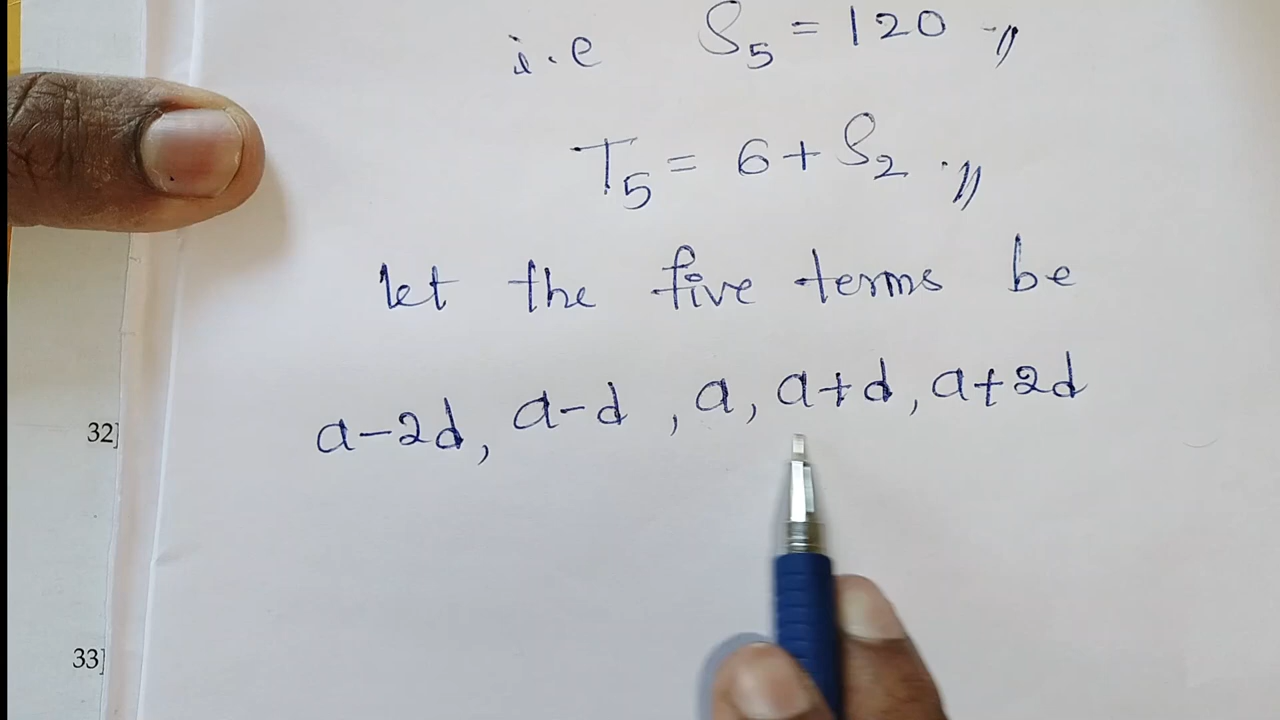 i.e S₅ = 120 .,,
T₅ = 6 + S₂ .,,
let the five terms be
a-2d, a-d, a, a+d, a+2d
32]
33]